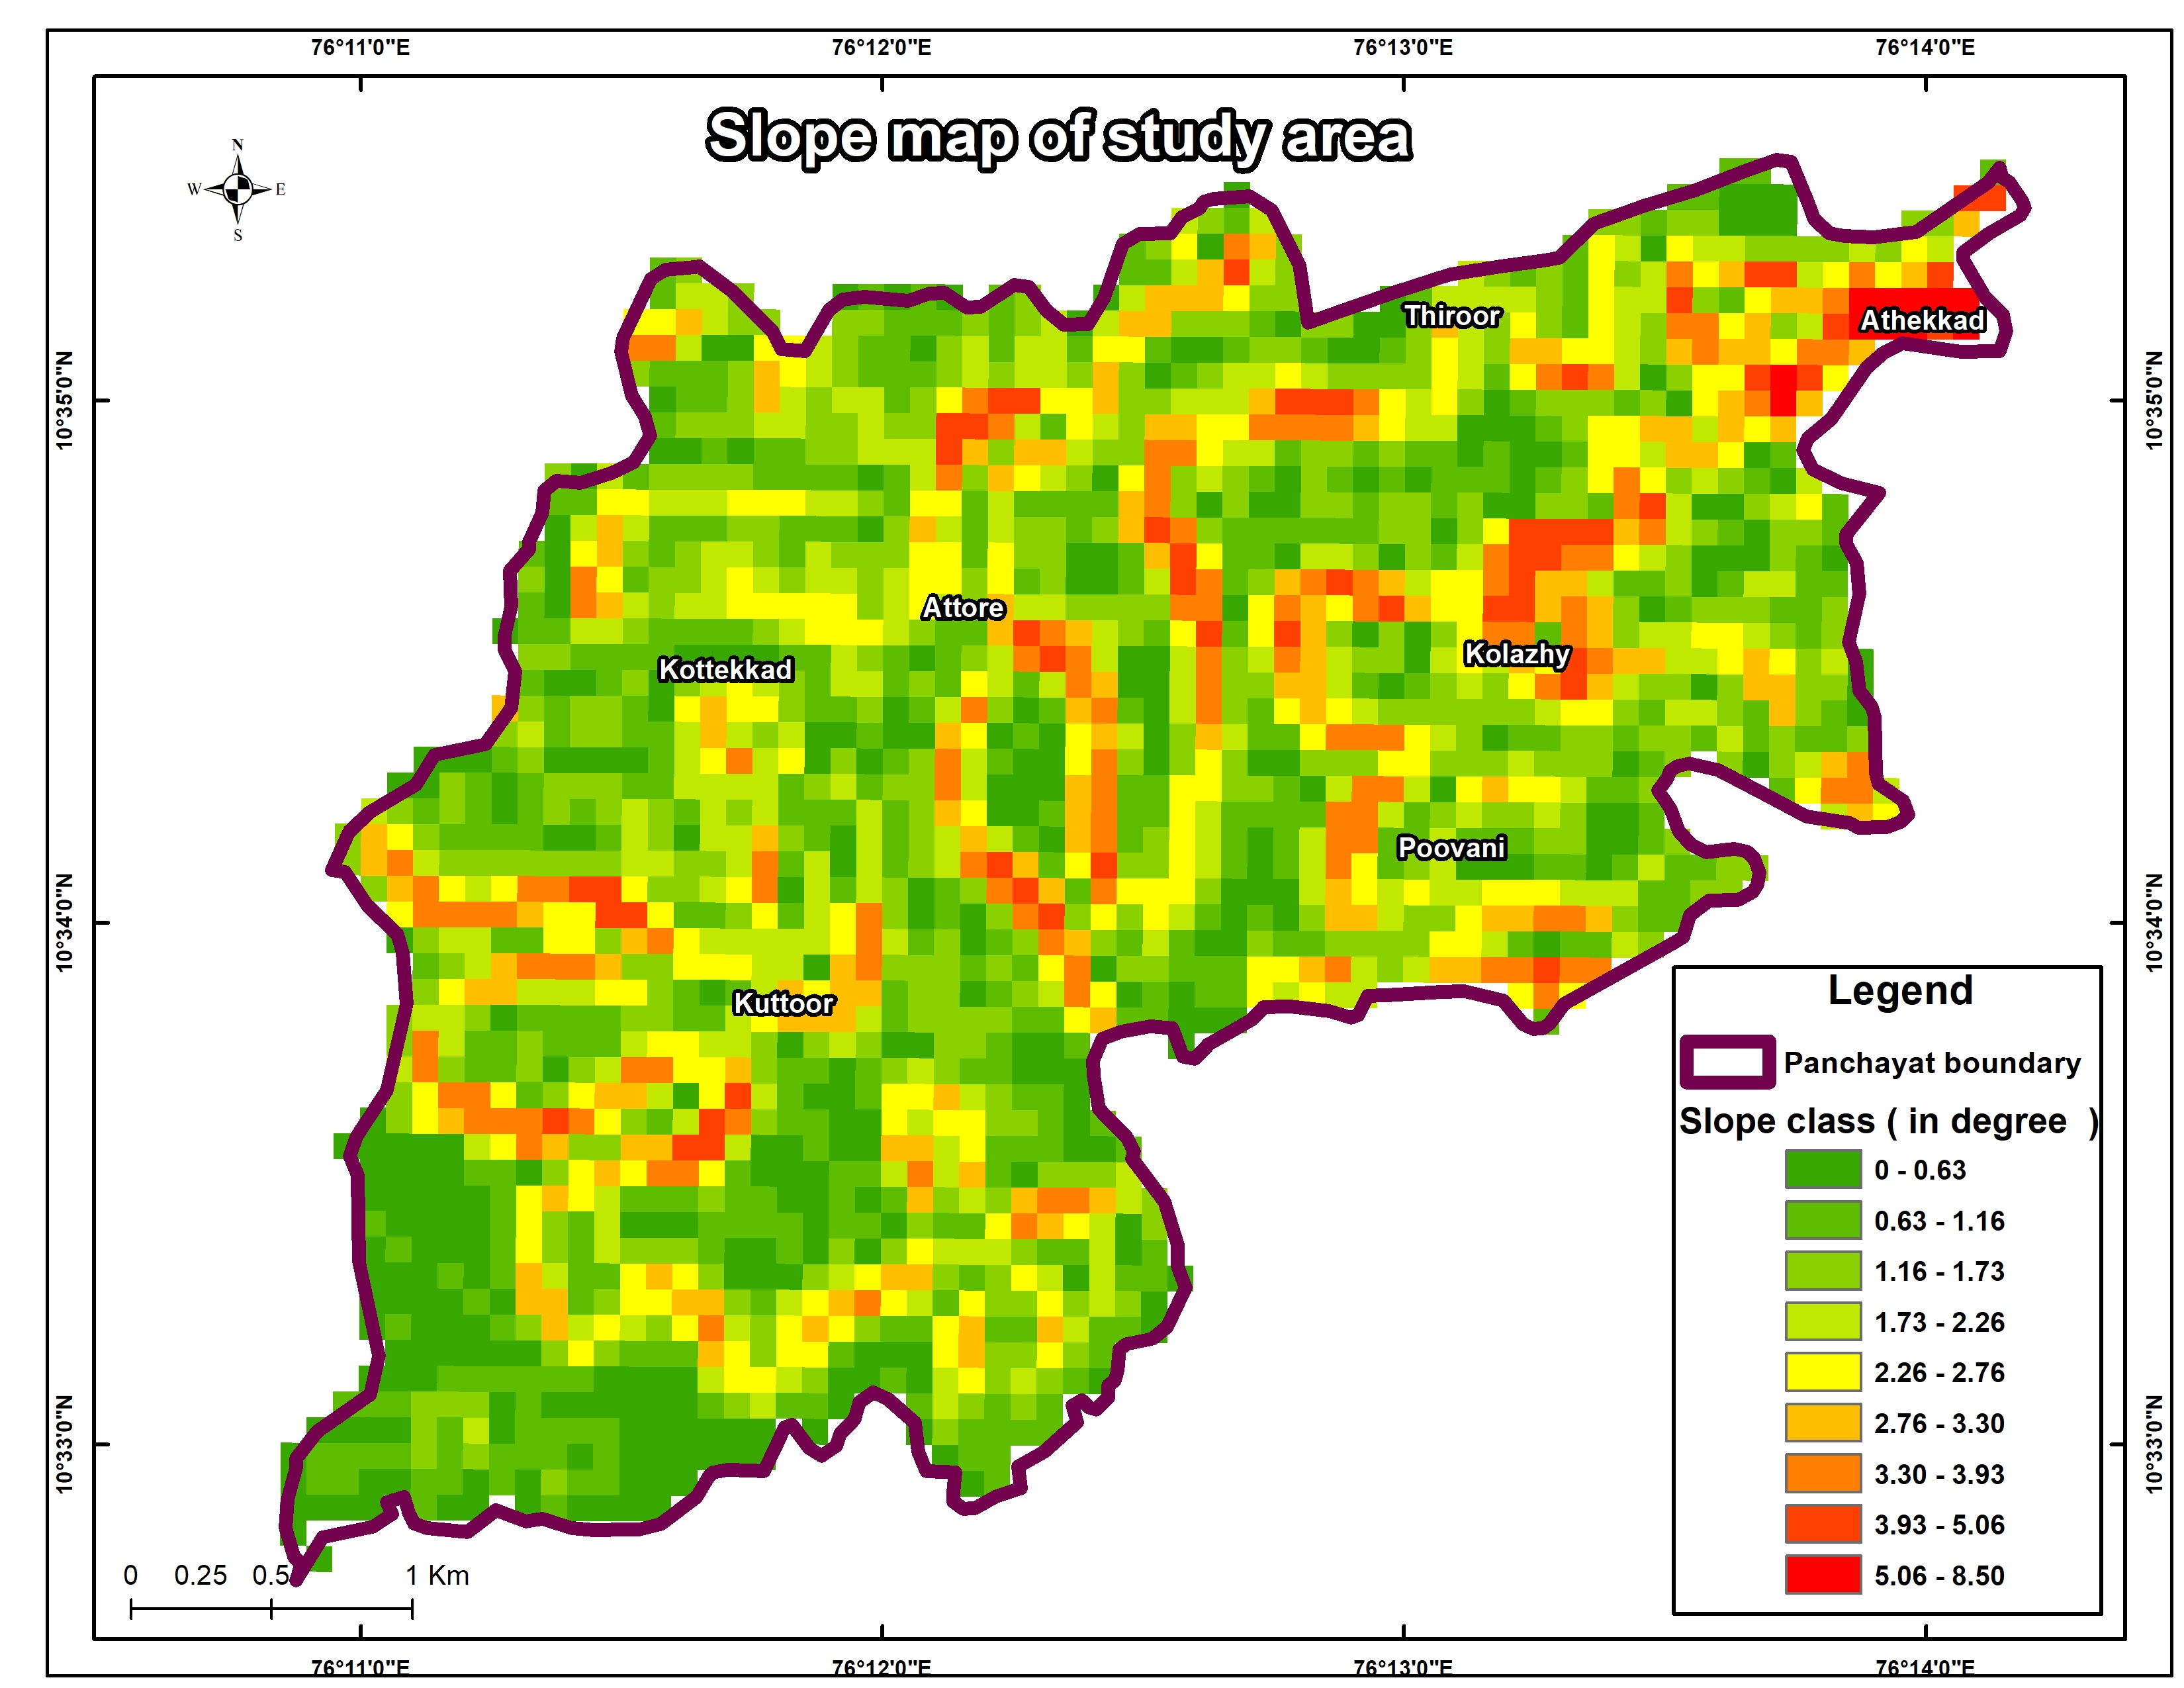 76°11'0"E 76°12'0"E 76°13'0"E 76°14'0"E
Slope map of study area
N
W E
S
Thiroor
Athekkad
10°35'0"N 10°35'0"N
Attore
Kottekkad
Kolazhy
Poovani
10°34'0"N 10°34'0"N
Kuttoor
Legend
Panchayat boundary
Slope class ( in degree )
0 - 0.63
0.63 - 1.16
1.16 - 1.73
1.73 - 2.26
2.26 - 2.76
2.76 - 3.30
3.30 - 3.93
3.93 - 5.06
5.06 - 8.50
10°33'0"N 10°33'0"N
0 0.25 0.5 1 Km
76°11'0"E 76°12'0"E 76°13'0"E 76°14'0"E